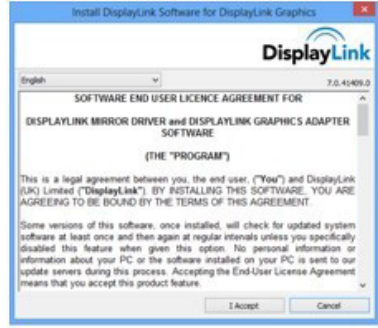 Install DisplayLink Software for DisplayLink Graphics
DisplayLink
English
7.0.41409.0
SOFTWARE END USER LICENCE AGREEMENT FOR
DISPLAYLINK MIRROR DRIVER and DISPLAYLINK GRAPHICS ADAPTER
SOFTWARE
(THE "PROGRAM")
This is a legal agreement between you, the end user, ("You") and DisplayLink
(UK) Limited ("DisplayLink"). BY INSTALLING THIS SOFTWARE, YOU ARE
AGREEING TO BE BOUND BY THE TERMS OF THIS AGREEMENT.
Some versions of this software, once installed, will check for updated system
software at least once and then again at regular intervals unless you specifically
disabled this feature when given this option. No personal information or
information about your PC or the software installed on your PC is sent to our
update servers during this process. Accepting the End-User License Agreement
means that you accept this product feature.
I Accept
Cancel